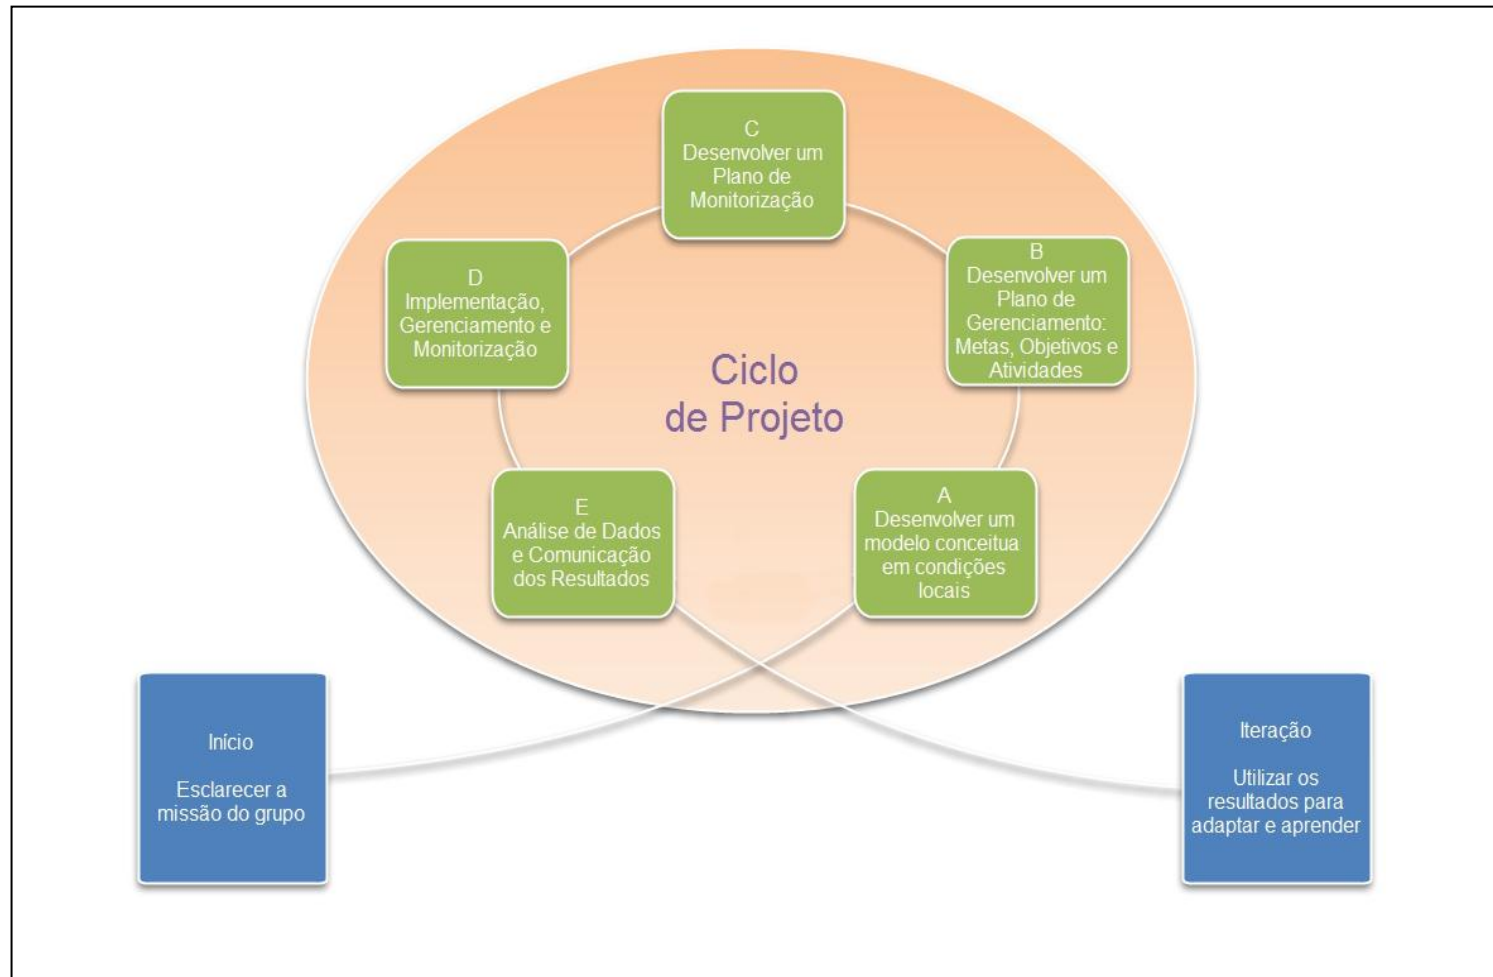 C
Desenvolver um
Plano de
Monitorização
D
Implementação,
Gerenciamento e
Monitorização
B
Desenvolver um
Plano de
Gerenciamento:
Metas, Objetivos e
Atividades
Ciclo
de Projeto
E
Análise de Dados
e Comunicação
dos Resultados
A
Desenvolver um
modelo conceitua
em condições
locais
Início
Esclarecer a
missão do grupo
Iteração
Utilizar os
resultados para
adaptar e aprender